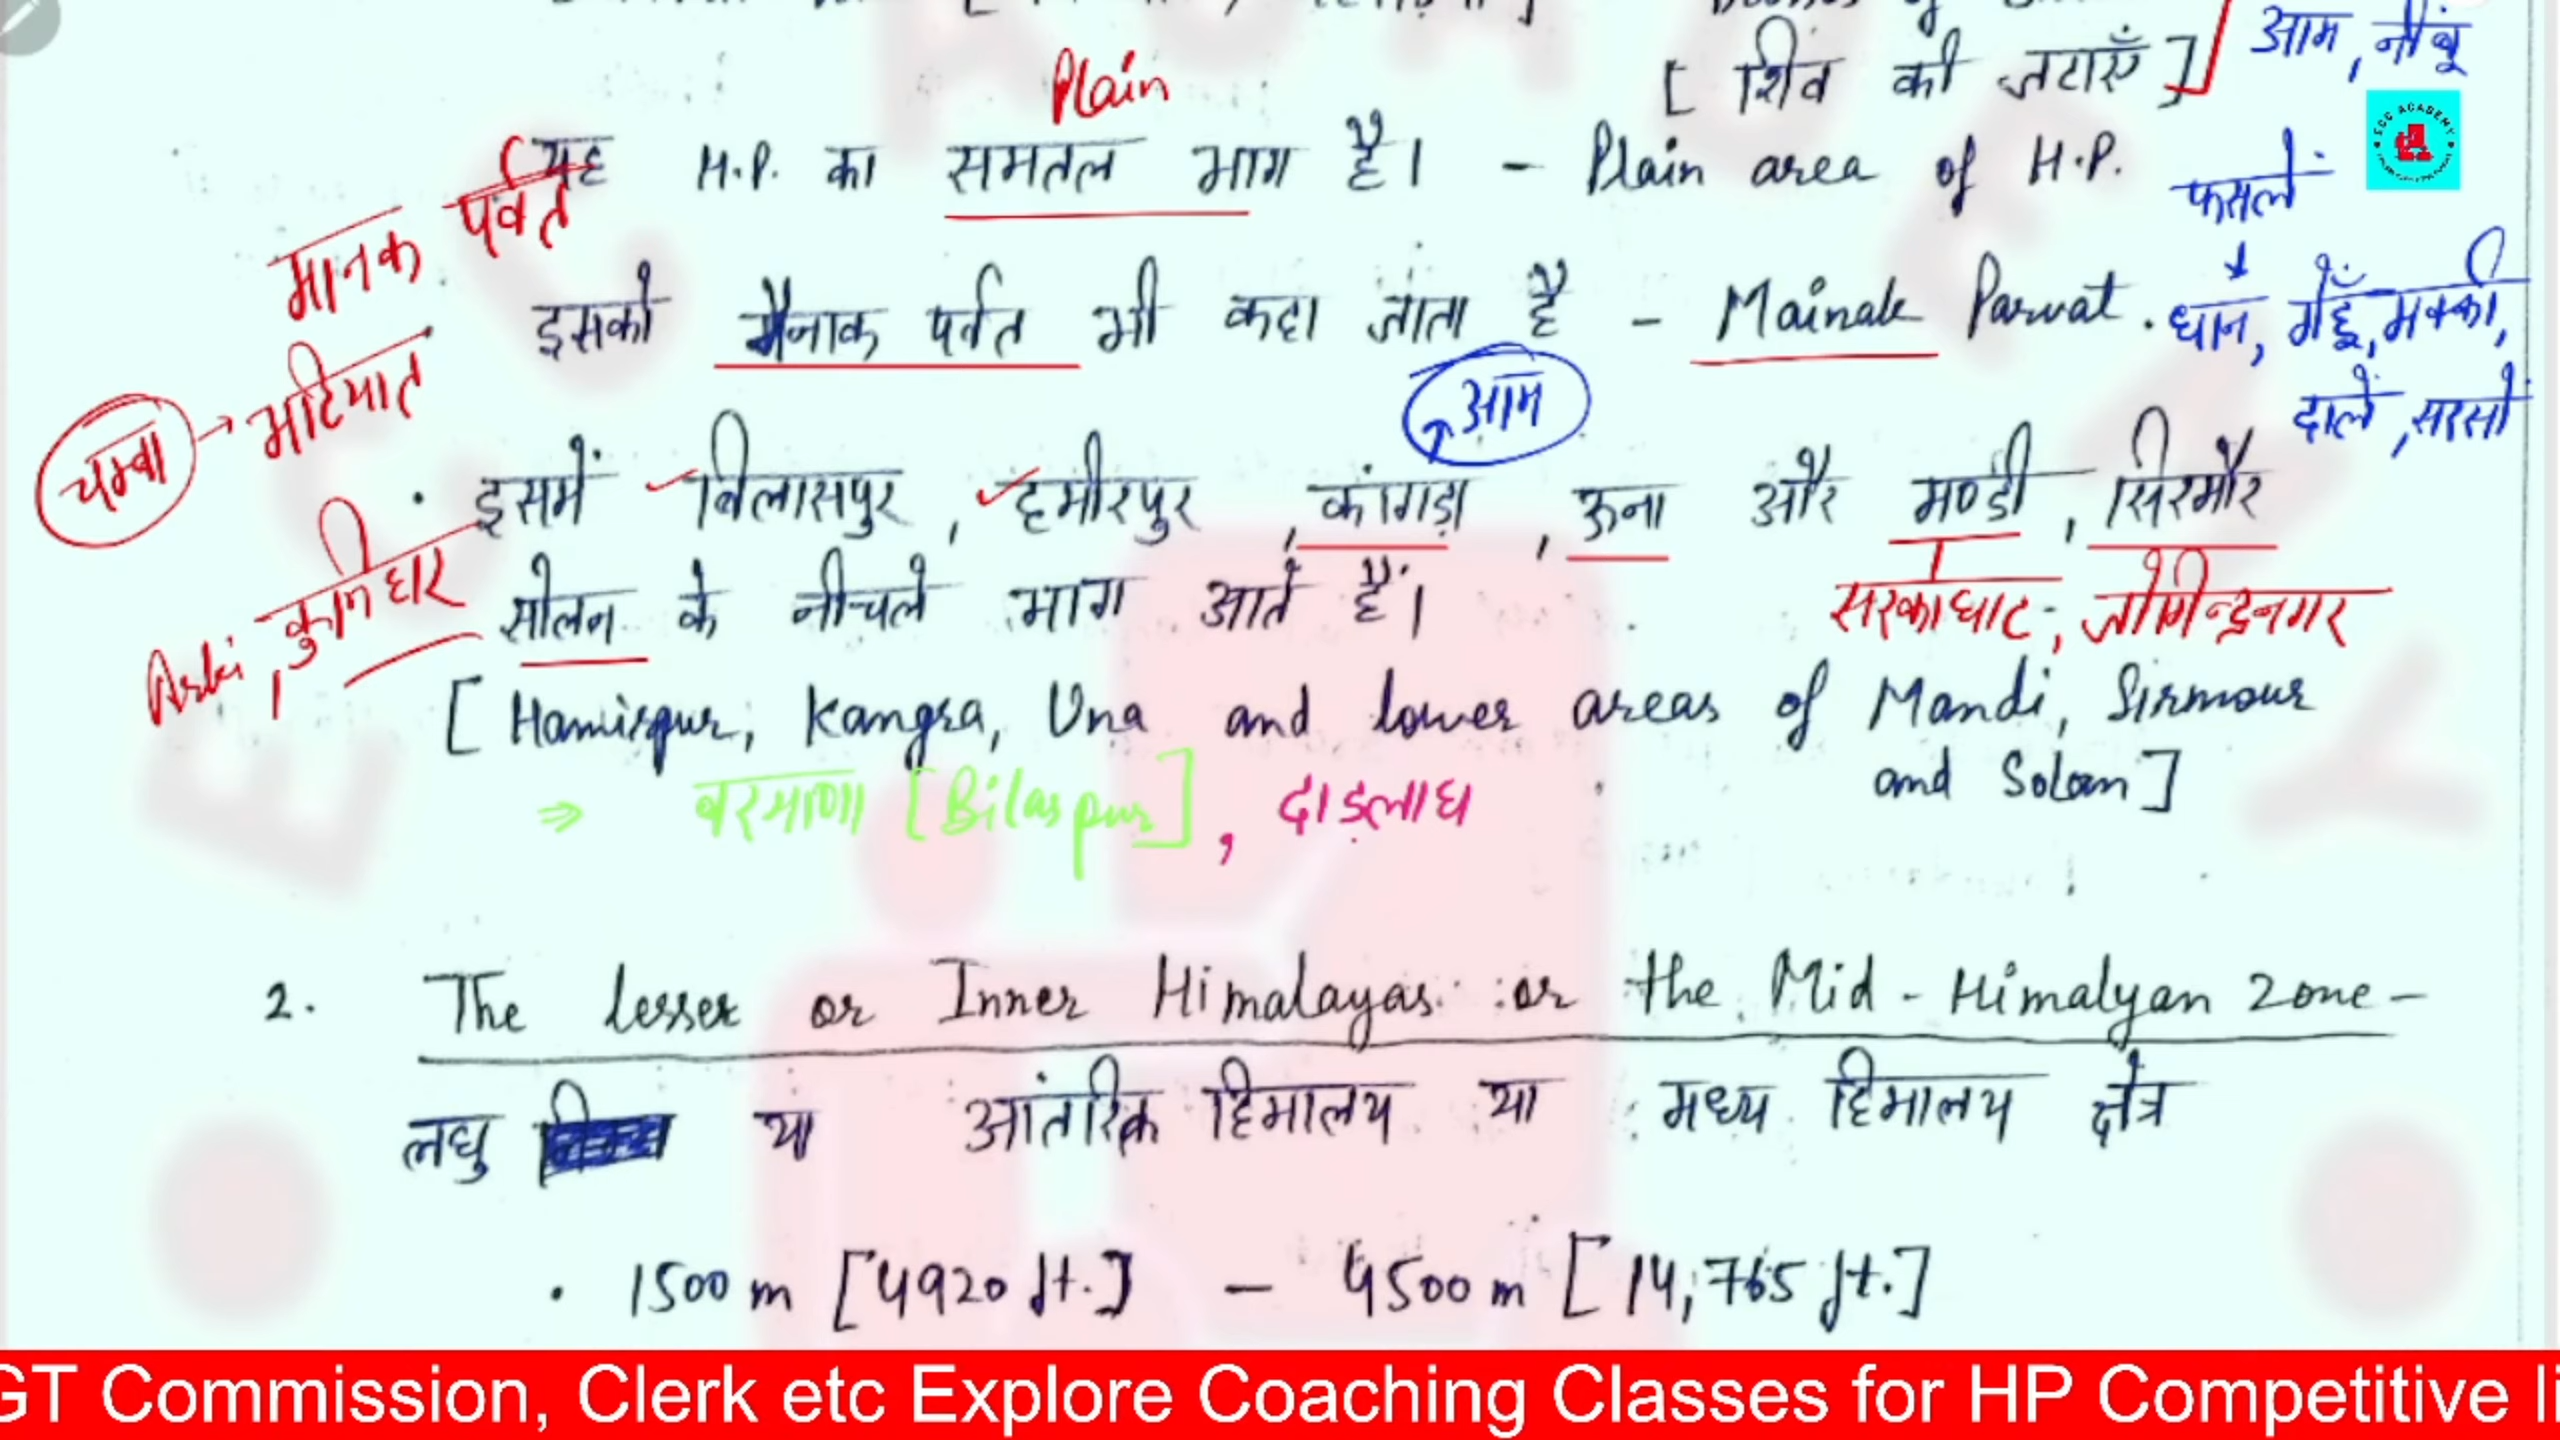 [ शिव की जटाएँ ]
आम, नींबू
Plain
यह H.P. का समतल भाग है। - Plain area of H.P.
मानक पर्वत
फसलें
इसको मैनाक पर्वत भी कहा जाता है - Mainak Parvat.
धान, गेहूँ, मक्की,
दालें, सरसों
चम्बा → भटियात
आम
• इसमें बिलासपुर, हमीरपुर, कांगड़ा, ऊना और मण्डी, सिरमौर
सोलन के नीचले भाग आते हैं।
सरकाघाट, जोगिन्द्रनगर
Arki, कुनिहार
[ Hamirpur, Kangra, Una and lower areas of Mandi, Sirmour
and Solan ]
⇒ बरमाणा [Bilaspur], दाड़लाघ
2. The lesser or Inner Himalayas or the Mid-Himalyan Zone -
लघु या आंतरिक हिमालय या मध्य हिमालय क्षेत्र
• 1500 m [4920 ft.] - 4500 m [14,765 ft.]
GT Commission, Clerk etc Explore Coaching Classes for HP Competitive li